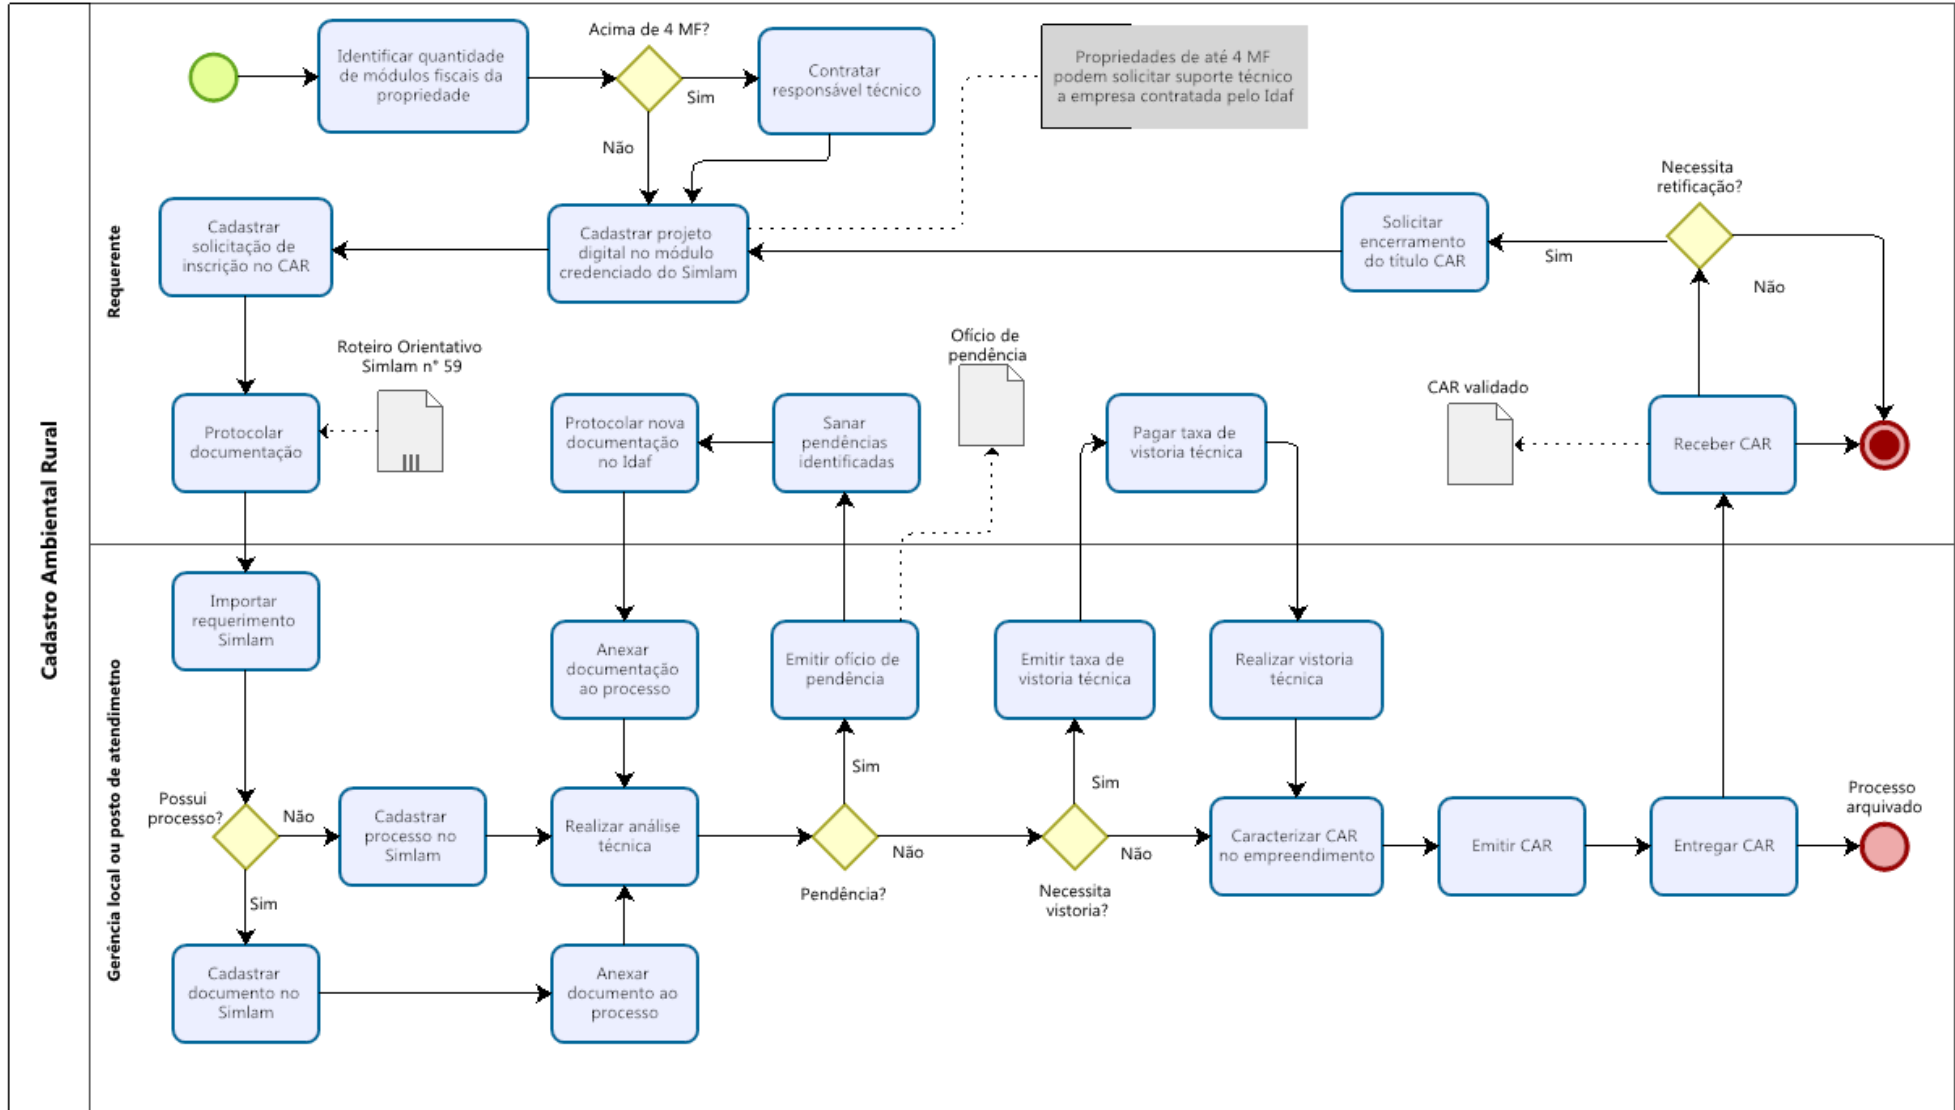 Cadastro Ambiental Rural
Requerente
Identificar quantidade
de módulos fiscais da
propriedade
Acima de 4 MF?
Sim
Não
Contratar
responsável técnico
Propriedades de até 4 MF
podem solicitar suporte técnico
a empresa contratada pelo Idaf
Cadastrar
solicitação de
inscrição no CAR
Cadastrar projeto
digital no módulo
credenciado do Simlam
Solicitar
encerramento
do título CAR
Necessita
retificação?
Sim
Não
Roteiro Orientativo
Simlam n° 59
Protocolar
documentação
Protocolar nova
documentação
no Idaf
Sanar
pendências
identificadas
Ofício de
pendência
Pagar taxa de
vistoria técnica
CAR validado
Receber CAR
Gerência local ou posto de atendimetno
Importar
requerimento
Simlam
Anexar
documentação
ao processo
Emitir ofício de
pendência
Emitir taxa de
vistoria técnica
Realizar vistoria
técnica
Possui
processo?
Não
Sim
Cadastrar
processo no
Simlam
Realizar análise
técnica
Sim
Não
Pendência?
Sim
Não
Necessita
vistoria?
Caracterizar CAR
no empreendimento
Emitir CAR
Entregar CAR
Processo
arquivado
Cadastrar
documento no
Simlam
Anexar
documento ao
processo